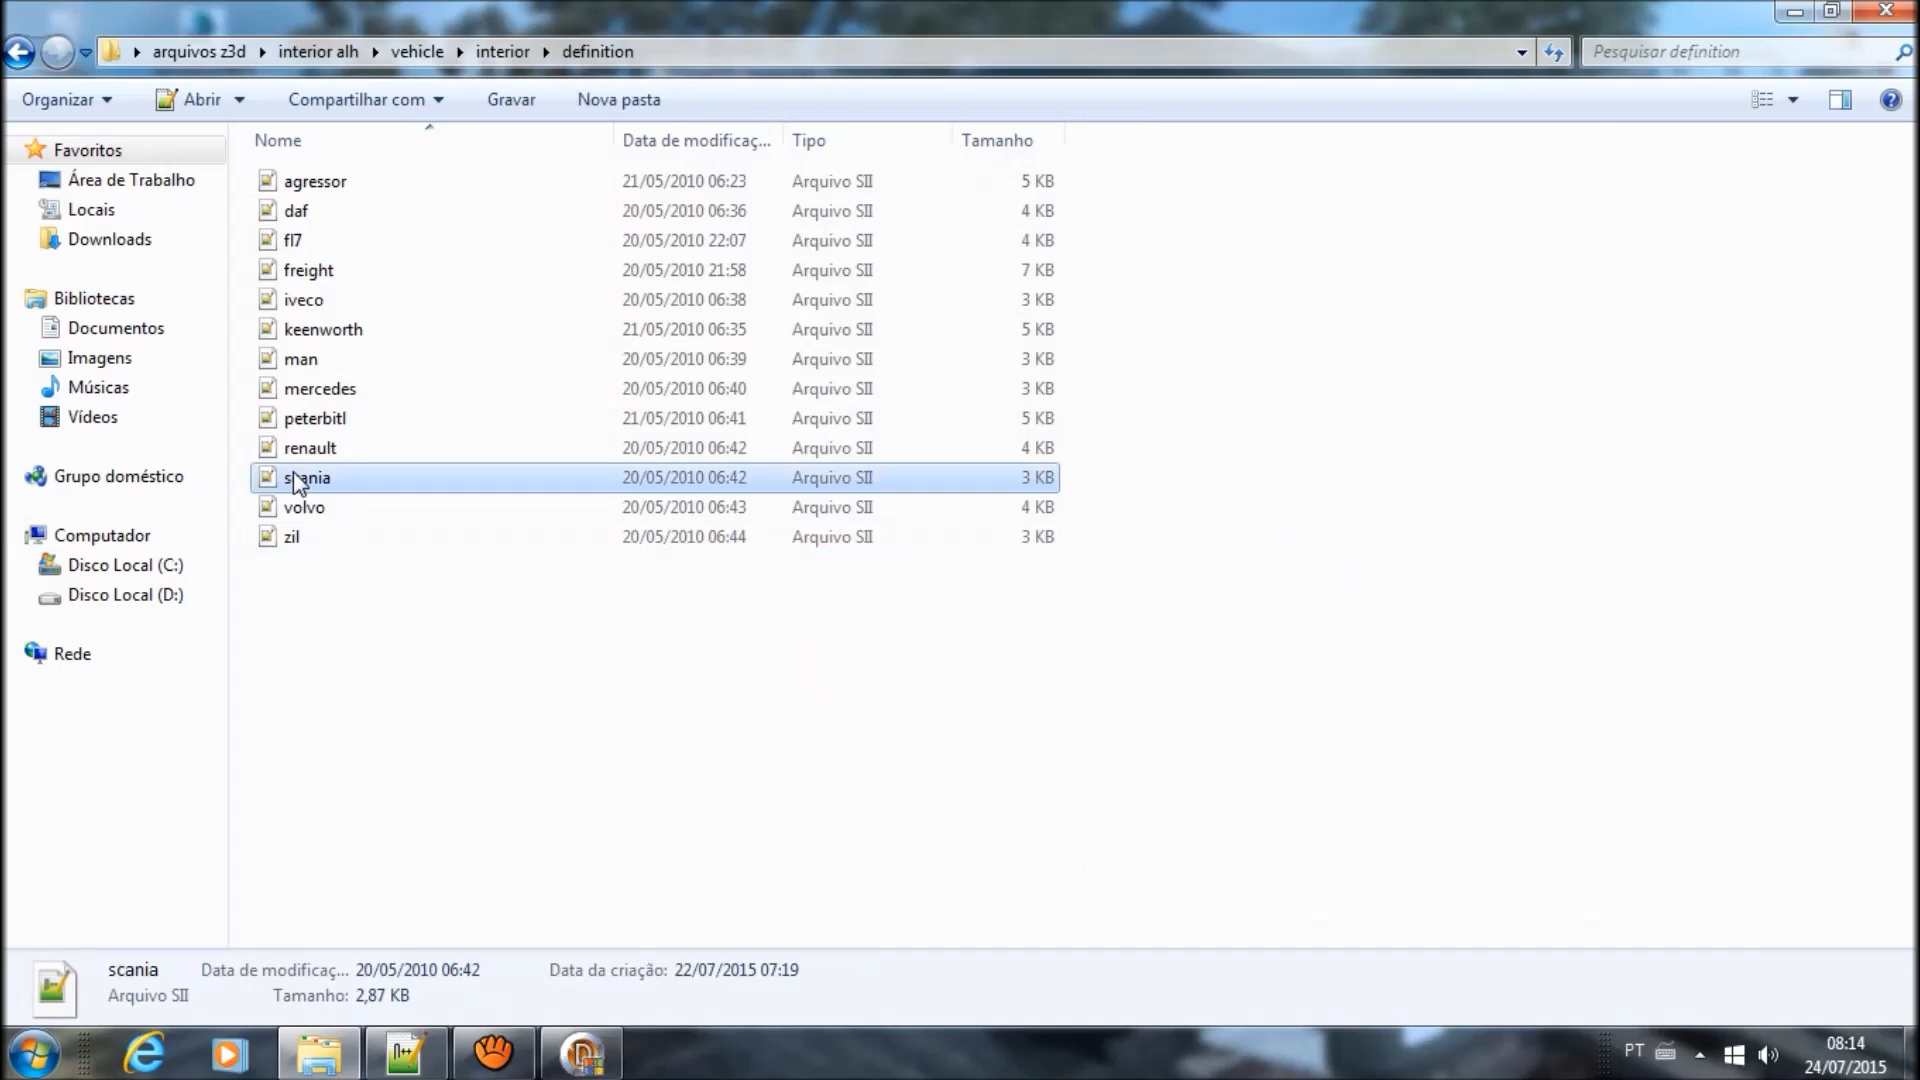 arquivos z3d interior alh vehicle interior definition
Pesquisar definition
Organizar Abrir Compartilhar com Gravar Nova pasta
Nome Data de modificaç... Tipo Tamanho
Favoritos
Área de Trabalho
Locais
Downloads
Bibliotecas
Documentos
Imagens
Músicas
Vídeos
Grupo doméstico
Computador
Disco Local (C:)
Disco Local (D:)
Rede
agressor 21/05/2010 06:23 Arquivo SII 5 KB
daf 20/05/2010 06:36 Arquivo SII 4 KB
fl7 20/05/2010 22:07 Arquivo SII 4 KB
freight 20/05/2010 21:58 Arquivo SII 7 KB
iveco 20/05/2010 06:38 Arquivo SII 3 KB
keenworth 21/05/2010 06:35 Arquivo SII 5 KB
man 20/05/2010 06:39 Arquivo SII 3 KB
mercedes 20/05/2010 06:40 Arquivo SII 3 KB
peterbitl 21/05/2010 06:41 Arquivo SII 5 KB
renault 20/05/2010 06:42 Arquivo SII 4 KB
scania 20/05/2010 06:42 Arquivo SII 3 KB
volvo 20/05/2010 06:43 Arquivo SII 4 KB
zil 20/05/2010 06:44 Arquivo SII 3 KB
scania Data de modificaç... 20/05/2010 06:42 Data da criação: 22/07/2015 07:19
Arquivo SII Tamanho: 2,87 KB
PT
08:14
24/07/2015